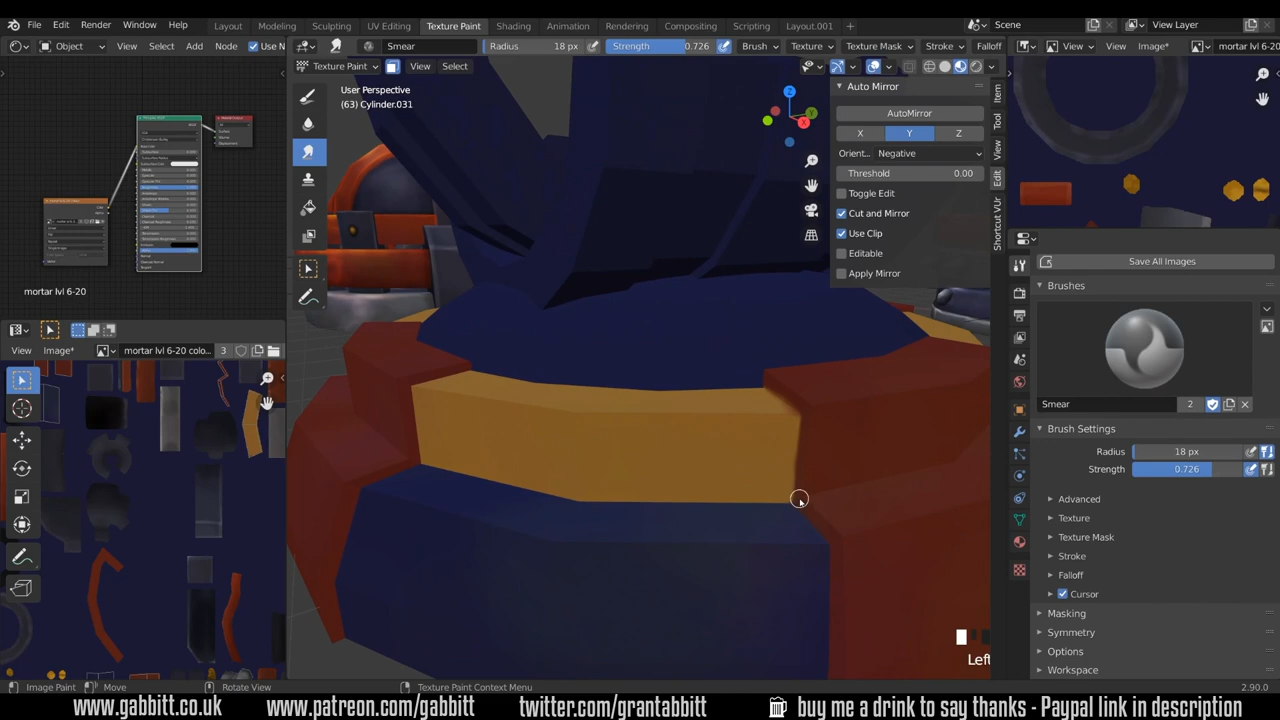 File Edit Render Window Help Layout Modeling Sculpting UV Editing Texture Paint Shading Animation Rendering Compositing Scripting Layout.001 + Scene View Layer
Object View Select Add Node Use N Smear Radius 18 px Strength 0.726 Brush Texture Texture Mask Stroke Falloff View Image* mortar lvl 6-20
Texture Paint View Select
User Perspective
(63) Cylinder.031
Auto Mirror
AutoMirror
X Y Z
Orient.. Negative
Threshold 0.00
Toggle Edit
Cut and Mirror
Use Clip
Editable
Apply Mirror
Item
Tool
View
Edit
Shortcut VUr
mortar lvl 6-20
View Image* mortar lvl 6-20 colo... 3
Save All Images
Brushes
Smear 2
Brush Settings
Radius 18 px
Strength 0.726
Advanced
Texture
Texture Mask
Stroke
Falloff
Cursor
Masking
Symmetry
Options
Workspace
Left
Image Paint Move Rotate View Texture Paint Context Menu 2.90.0
www.gabbitt.co.uk www.patreon.com/gabbitt twitter.com/grantabbitt buy me a drink to say thanks - Paypal link in description